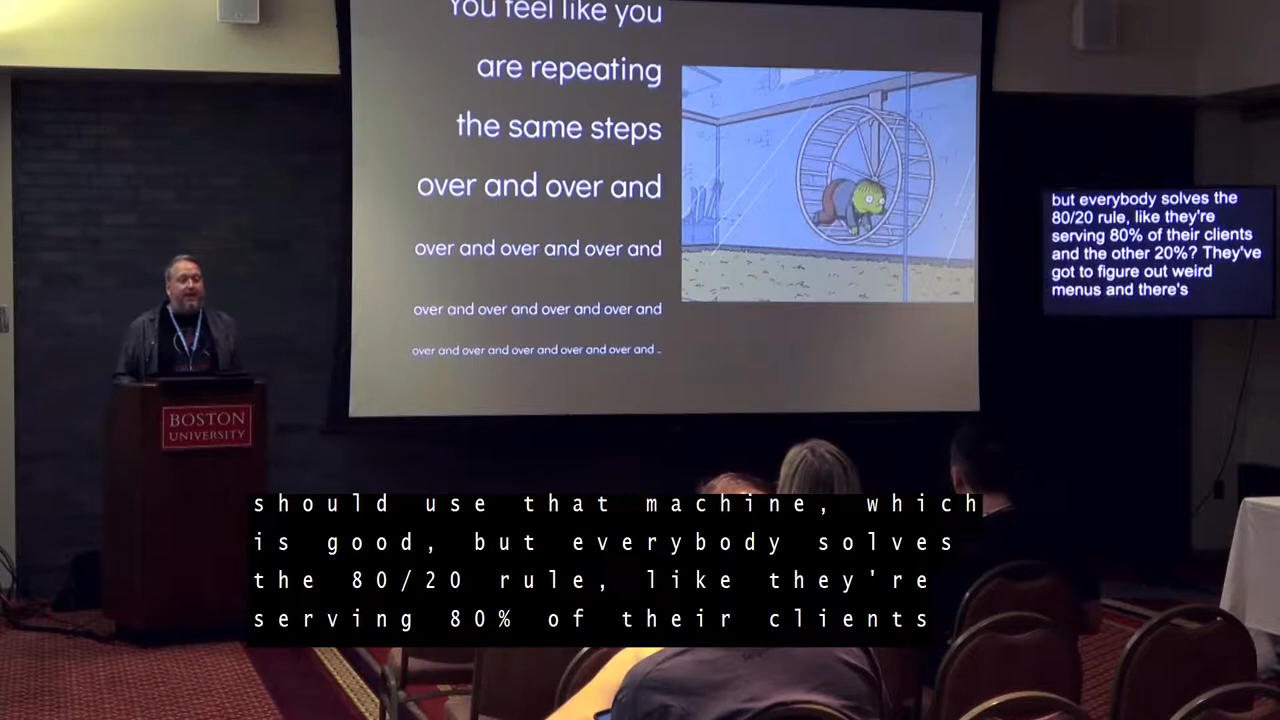 You feel like you
are repeating
the same steps
over and over and
over and over and over and
over and over and over and over and
over and over and over and over and over and ..
but everybody solves the
80/20 rule, like they're
serving 80% of their clients
and the other 20%? They've
got to figure out weird
menus and there's
BOSTON
UNIVERSITY
should use that machine, which
is good, but everybody solves
the 80/20 rule, like they're
serving 80% of their clients